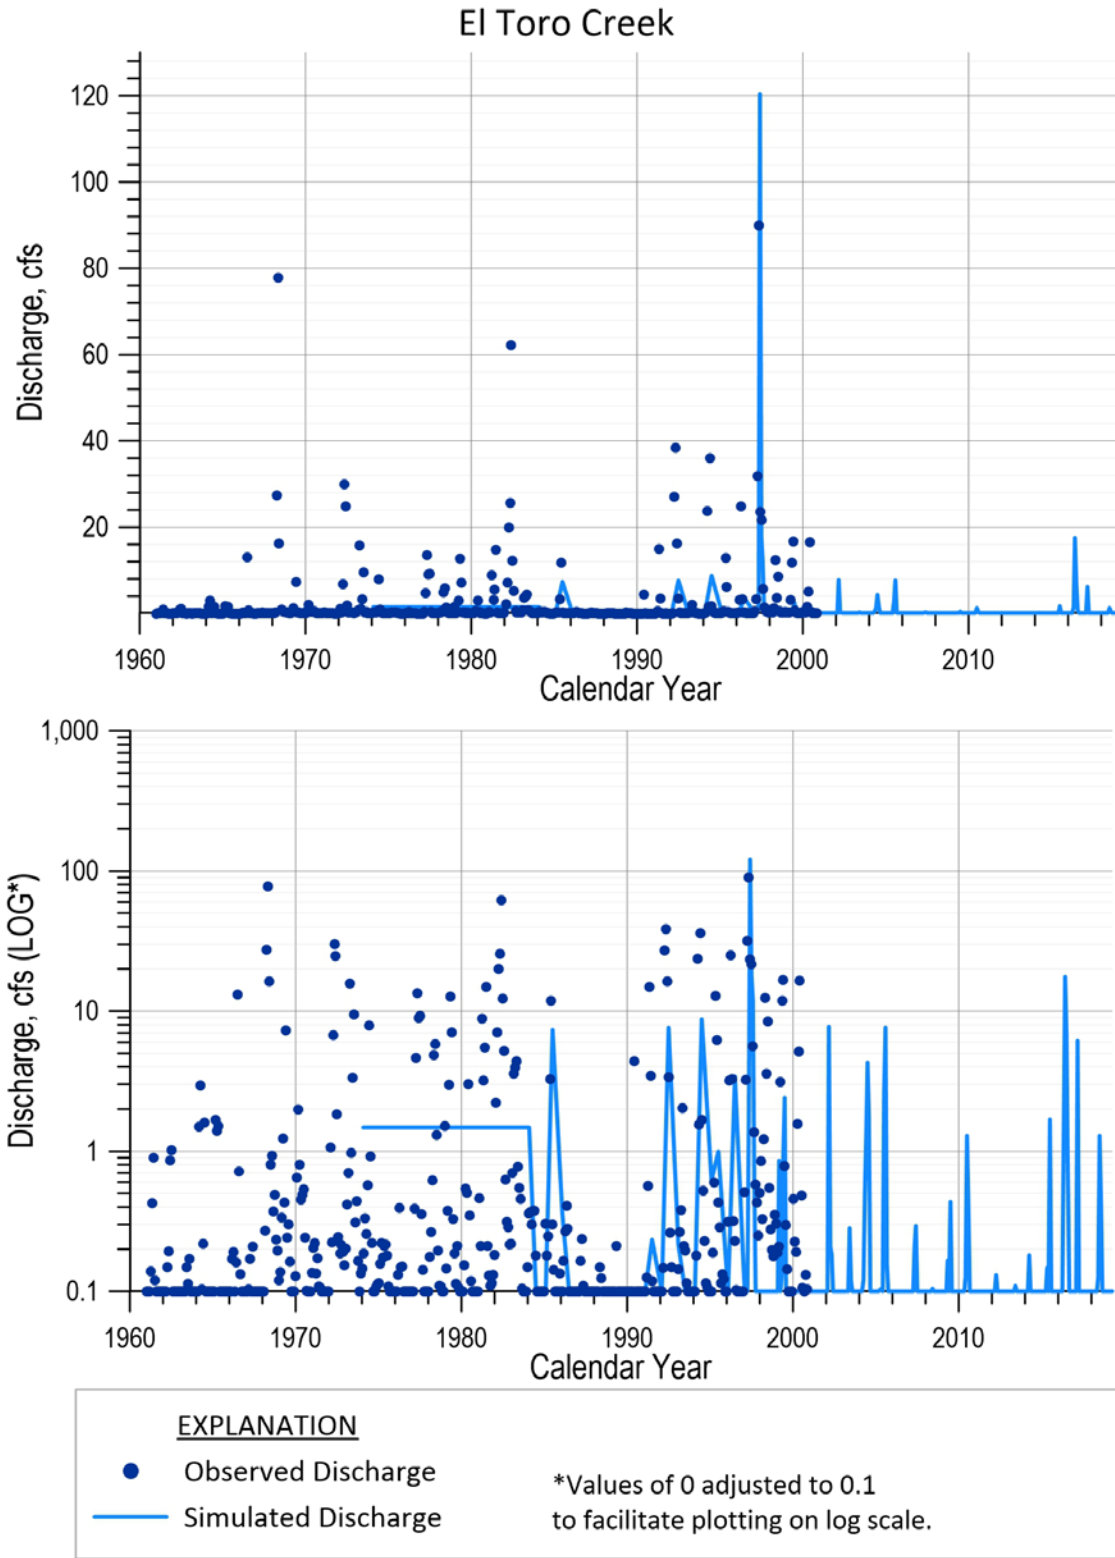 El Toro Creek
120
100
80
60
40
20
Discharge, cfs
1960 1970 1980 1990 2000 2010
Calendar Year
1,000
100
10
1
0.1
Discharge, cfs (LOG*)
1960 1970 1980 1990 2000 2010
Calendar Year
EXPLANATION
Observed Discharge
Simulated Discharge
*Values of 0 adjusted to 0.1
to facilitate plotting on log scale.